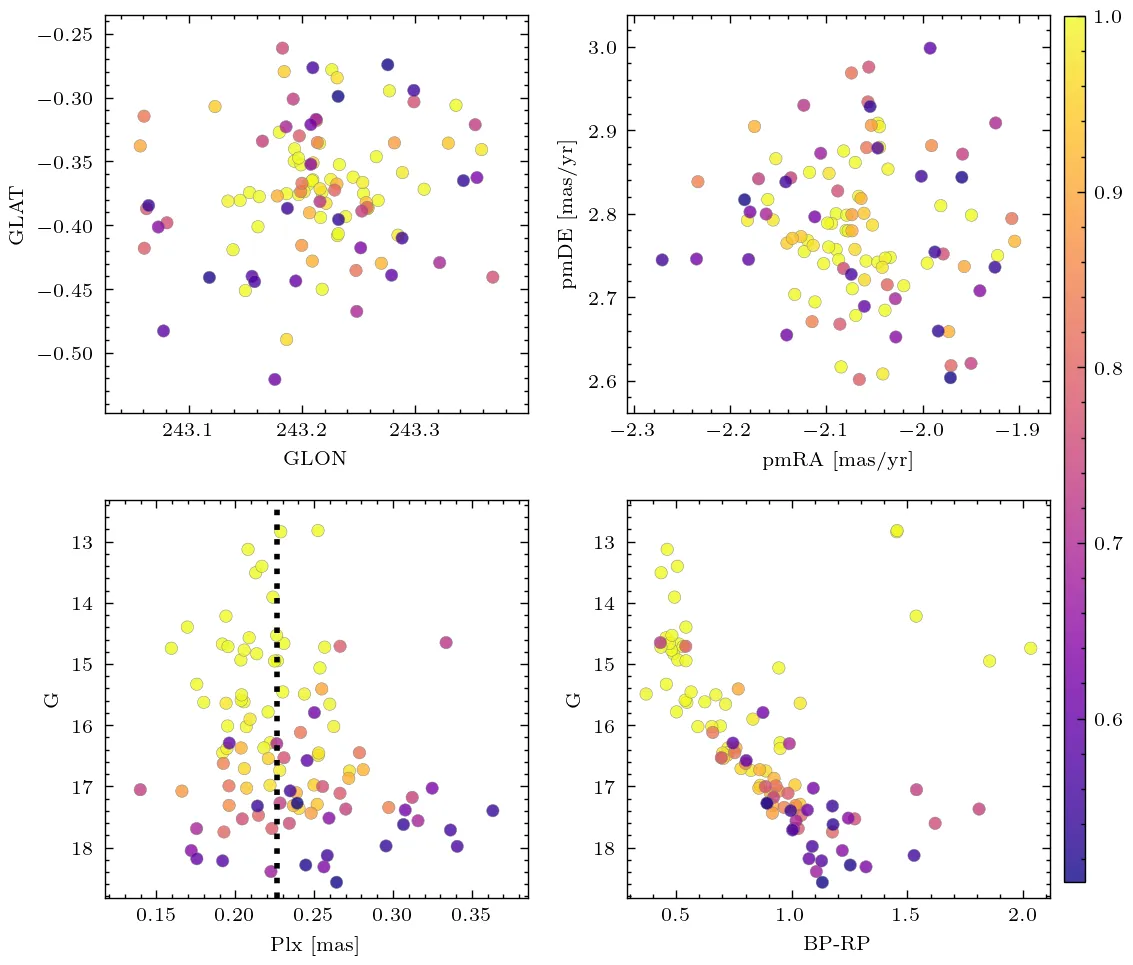 −0.25
−0.30
−0.35
−0.40
−0.45
−0.50
GLAT
243.1 243.2 243.3
GLON
3.0
2.9
2.8
2.7
2.6
pmDE [mas/yr]
−2.3 −2.2 −2.1 −2.0 −1.9
pmRA [mas/yr]
1.0
0.9
0.8
0.7
0.6
13
14
15
16
17
18
G
0.15 0.20 0.25 0.30 0.35
Plx [mas]
13
14
15
16
17
18
G
0.5 1.0 1.5 2.0
BP-RP